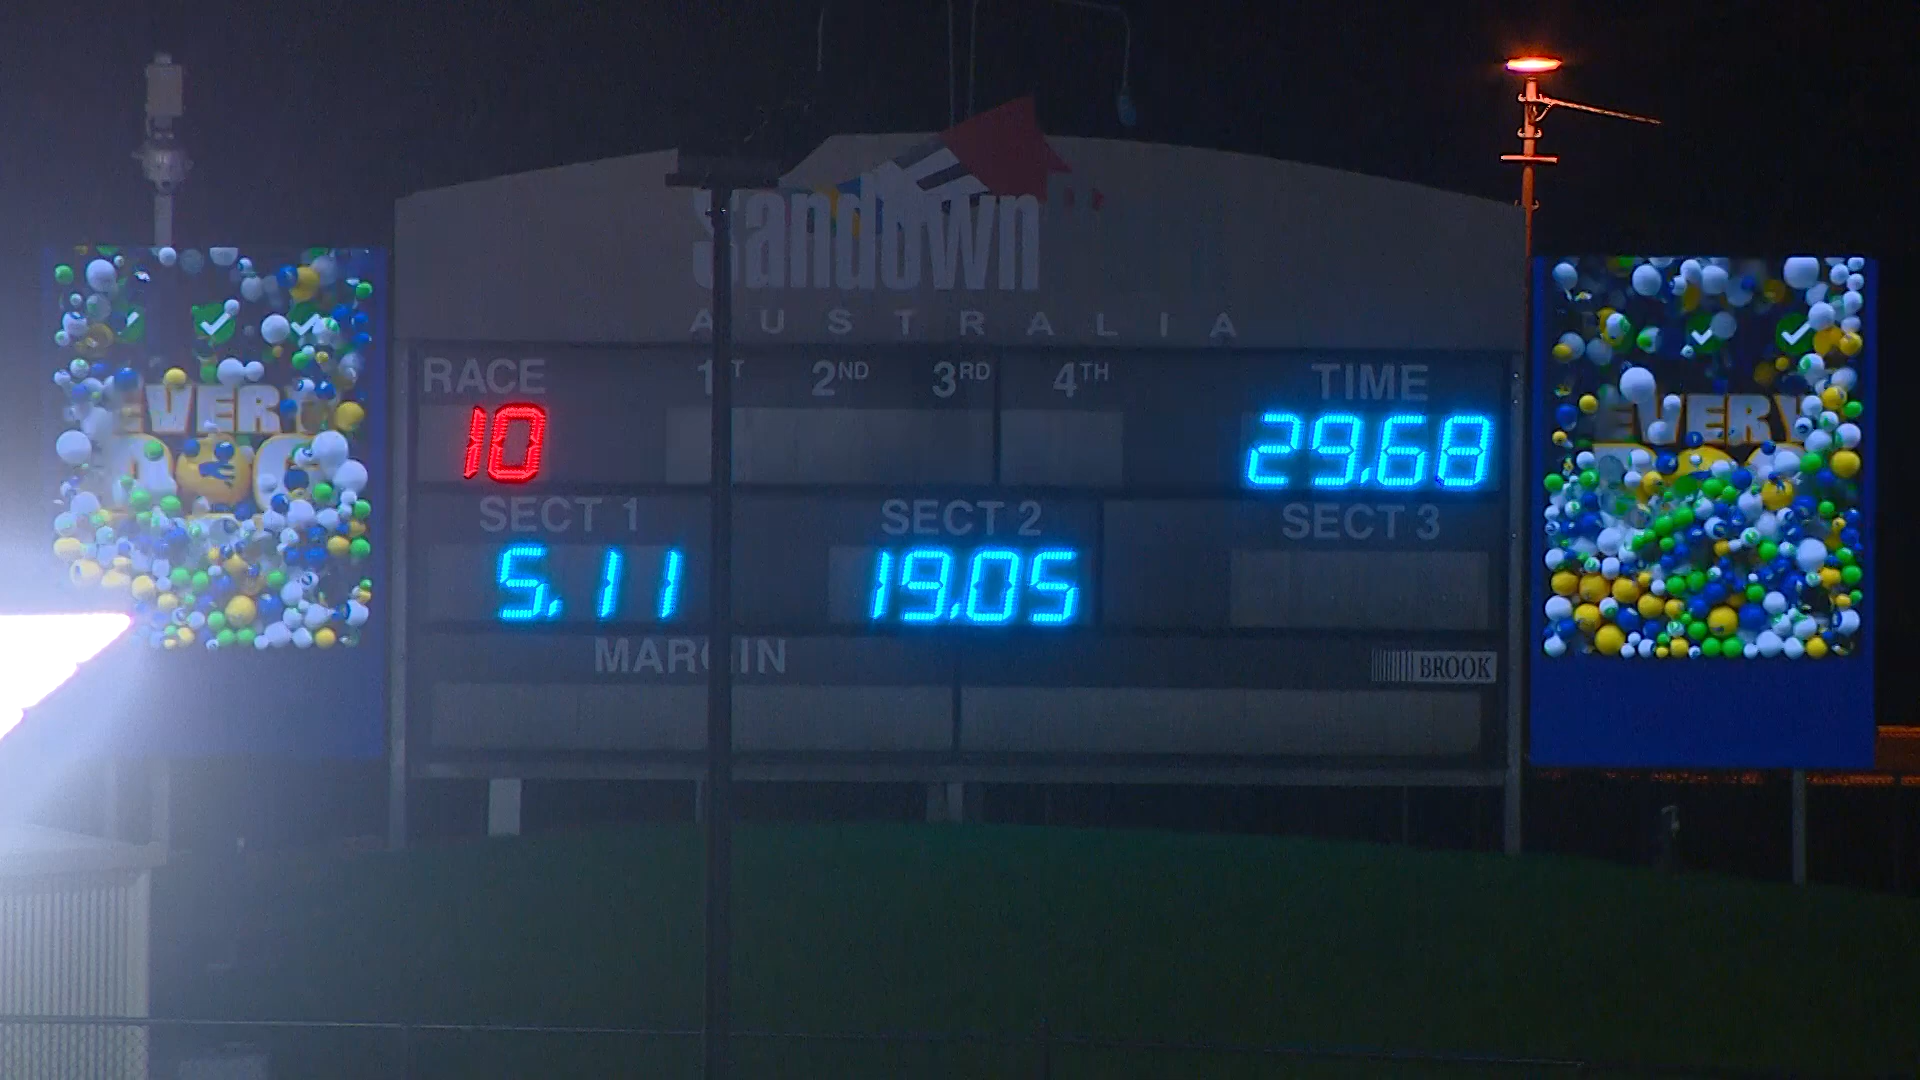 Sandown
AUSTRALIA
RACE 1ST 2ND 3RD 4TH TIME
10 29.68
SECT 1 SECT 2 SECT 3
5.11 19.05
MARGIN
BROOK
EVERY
EVERY